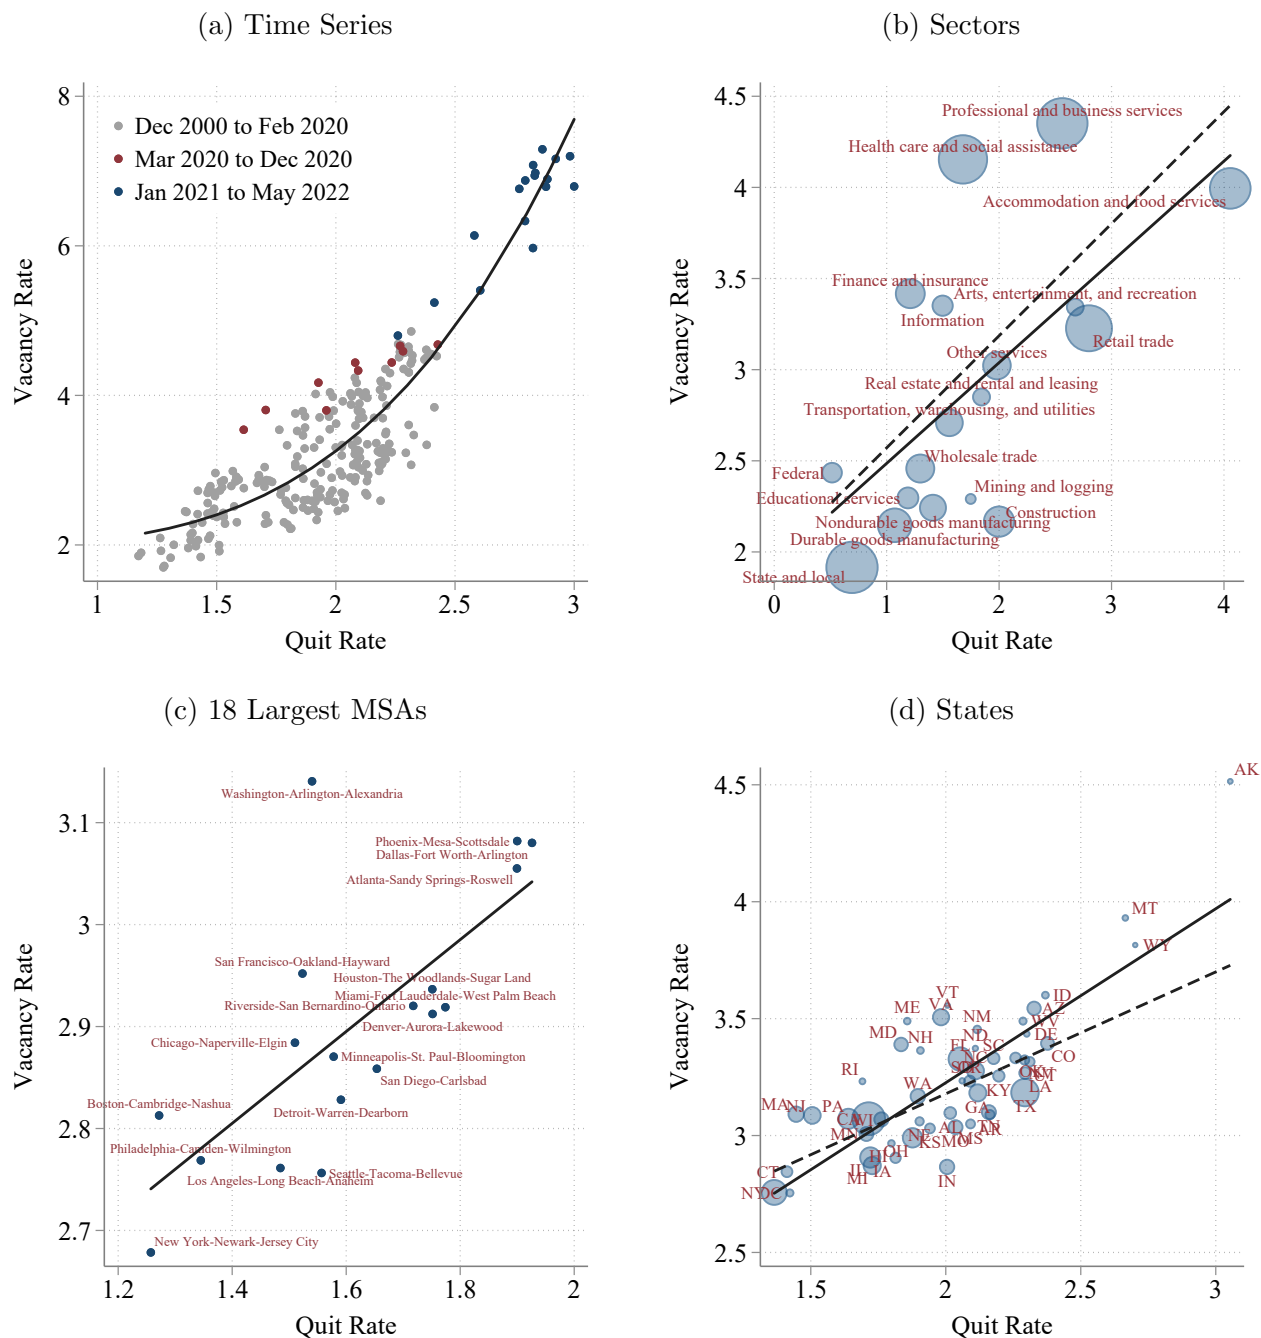 (a) Time Series
8
6
4
2
Vacancy Rate
Dec 2000 to Feb 2020
Mar 2020 to Dec 2020
Jan 2021 to May 2022
1
1.5
2
2.5
3
Quit Rate
(b) Sectors
4.5
4
3.5
3
2.5
2
Vacancy Rate
Professional and business services
Health care and social assistance
Accommodation and food services
Finance and insurance
Arts, entertainment, and recreation
Information
Retail trade
Other services
Real estate and rental and leasing
Transportation, warehousing, and utilities
Wholesale trade
Federal
Mining and logging
Educational services
Construction
Nondurable goods manufacturing
Durable goods manufacturing
State and local
0
1
2
3
4
Quit Rate
(c) 18 Largest MSAs
3.1
3
2.9
2.8
2.7
Vacancy Rate
Washington-Arlington-Alexandria
Phoenix-Mesa-Scottsdale
Dallas-Fort Worth-Arlington
Atlanta-Sandy Springs-Roswell
San Francisco-Oakland-Hayward
Houston-The Woodlands-Sugar Land
Miami-Fort Lauderdale-West Palm Beach
Riverside-San Bernardino-Ontario
Denver-Aurora-Lakewood
Chicago-Naperville-Elgin
Minneapolis-St. Paul-Bloomington
San Diego-Carlsbad
Boston-Cambridge-Nashua
Detroit-Warren-Dearborn
Philadelphia-Camden-Wilmington
Seattle-Tacoma-Bellevue
Los Angeles-Long Beach-Anaheim
New York-Newark-Jersey City
1.2
1.4
1.6
1.8
2
Quit Rate
(d) States
4.5
4
3.5
3
2.5
Vacancy Rate
AK
MT
WY
ID
VT
VA
AZ
ME
NM
WV
MD
NH
ND
DE
FL
SC
NC
CO
RI
SD
OR
OK
UT
WA
KY
LA
TX
MA
NJ
PA
CA
WI
GA
TN
AR
MN
NE
AL
KS
MO
MS
OH
HI
IL
IA
MI
IN
CT
NY
DC
1.5
2
2.5
3
Quit Rate